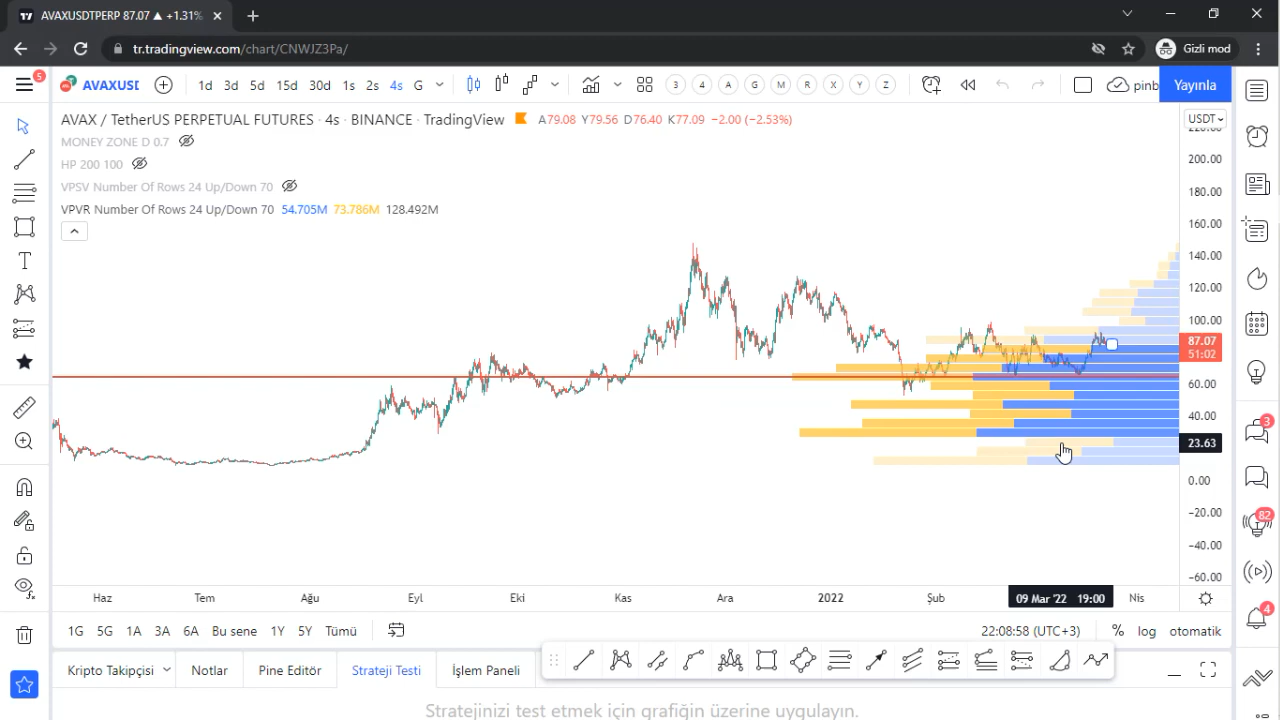 AVAXUSDTPERP 87.07 ▲ +1.31%
tr.tradingview.com/chart/CNWJZ3Pa/
Gizli mod
5
AVAXUSI
1d 3d 5d 15d 30d 1s 2s 4s G
3 4 A G M R X Y Z
pinb
Yayınla
AVAX / TetherUS PERPETUAL FUTURES · 4s · BINANCE · TradingView
A79.08 Y79.56 D76.40 K77.09 −2.00 (−2.53%)
MONEY ZONE D 0.7
HP 200 100
VPSV Number Of Rows 24 Up/Down 70
VPVR Number Of Rows 24 Up/Down 70 54.705M 73.786M 128.492M
USDT
220.00
200.00
180.00
160.00
140.00
120.00
100.00
87.07
51:02
60.00
40.00
23.63
0.00
−20.00
−40.00
−60.00
3
82
4
Haz Tem Ağu Eyl Eki Kas Ara 2022 Şub 09 Mar '22 19:00 Nis
1G 5G 1A 3A 6A Bu sene 1Y 5Y Tümü
22:08:58 (UTC+3) % log otomatik
Kripto Takipçisi Notlar Pine Editör Strateji Testi İşlem Paneli
Stratejinizi test etmek için grafiğin üzerine uygulayın.